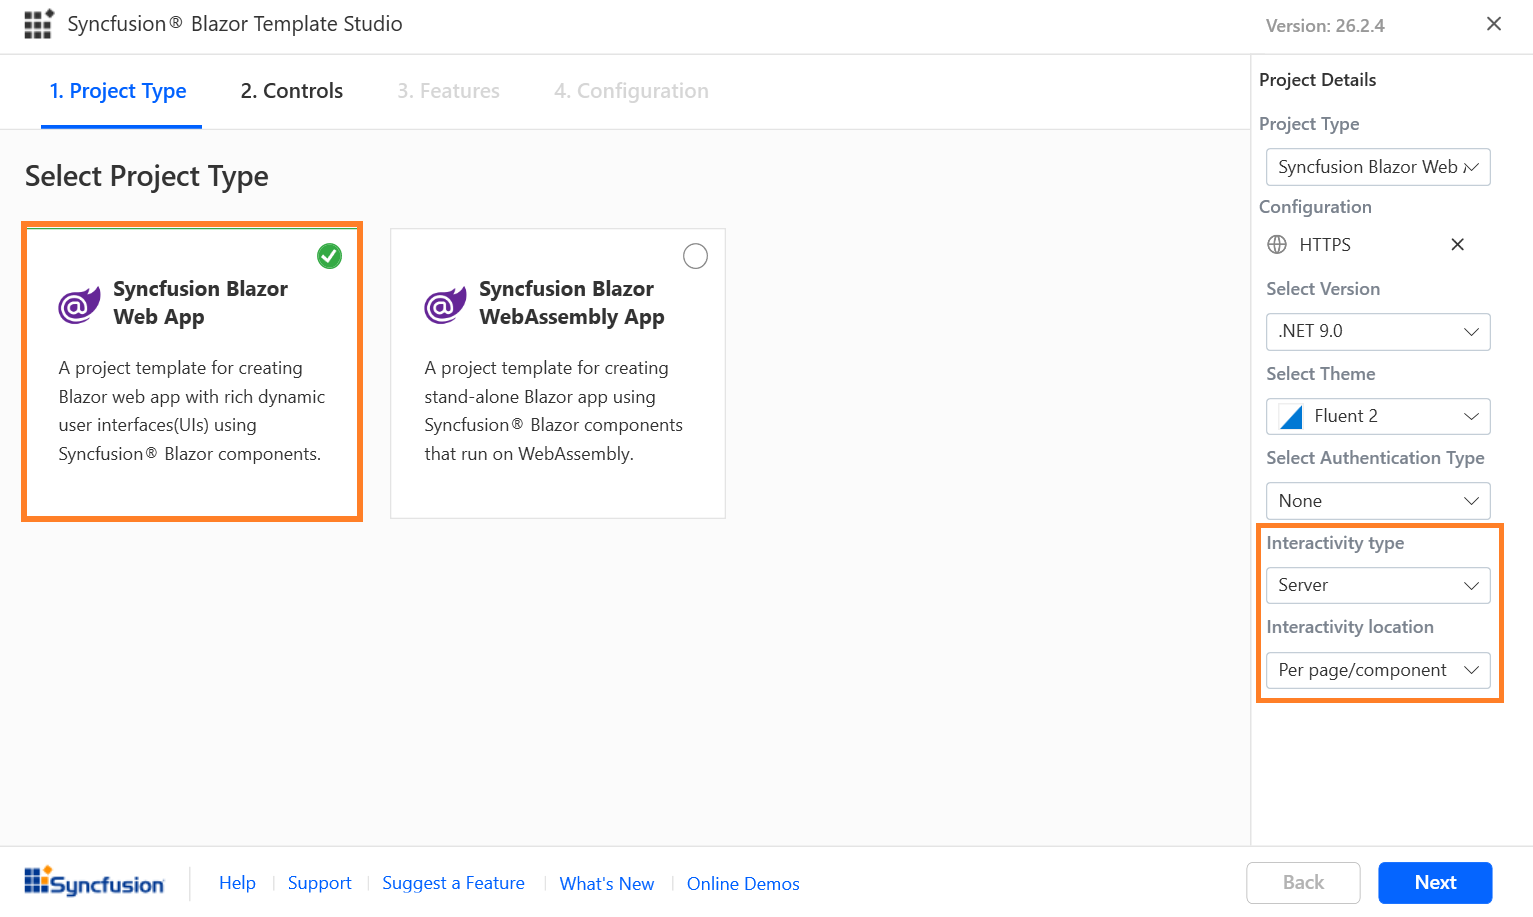 Syncfusion® Blazor Template Studio
Version: 26.2.4
1. Project Type
2. Controls
3. Features
4. Configuration
Select Project Type
Syncfusion Blazor
Web App
A project template for creating
Blazor web app with rich dynamic
user interfaces(UIs) using
Syncfusion® Blazor components.
Syncfusion Blazor
WebAssembly App
A project template for creating
stand-alone Blazor app using
Syncfusion® Blazor components
that run on WebAssembly.
Project Details
Project Type
Syncfusion Blazor Web
Configuration
HTTPS
Select Version
.NET 9.0
Select Theme
Fluent 2
Select Authentication Type
None
Interactivity type
Server
Interactivity location
Per page/component
Syncfusion
Help
Support
Suggest a Feature
What's New
Online Demos
Back
Next